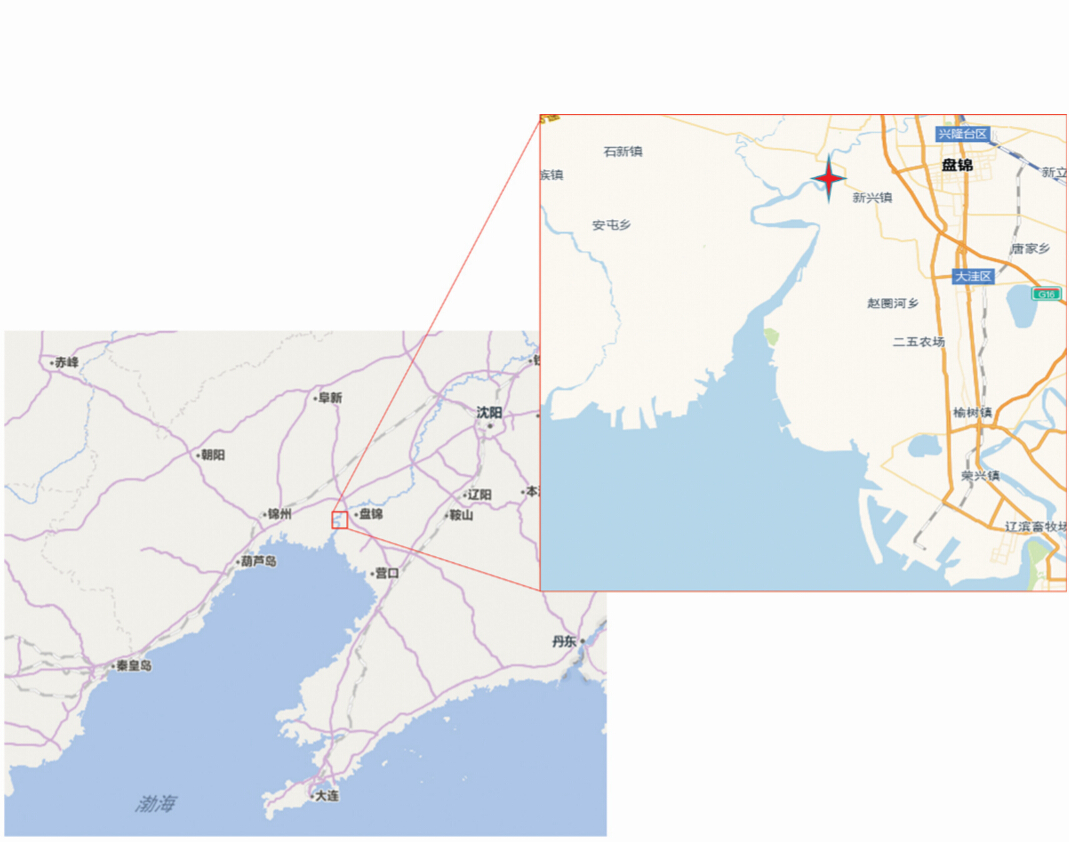 兴隆台区
石新镇
盘锦
族镇
新立
新兴镇
安屯乡
唐家乡
大洼区
G16
赵圈河乡
二五农场
榆树镇
荣兴镇
辽滨畜牧场
赤峰
阜新
沈阳
朝阳
辽阳
本
锦州
盘锦
鞍山
葫芦岛
营口
丹东
秦皇岛
大连
渤海